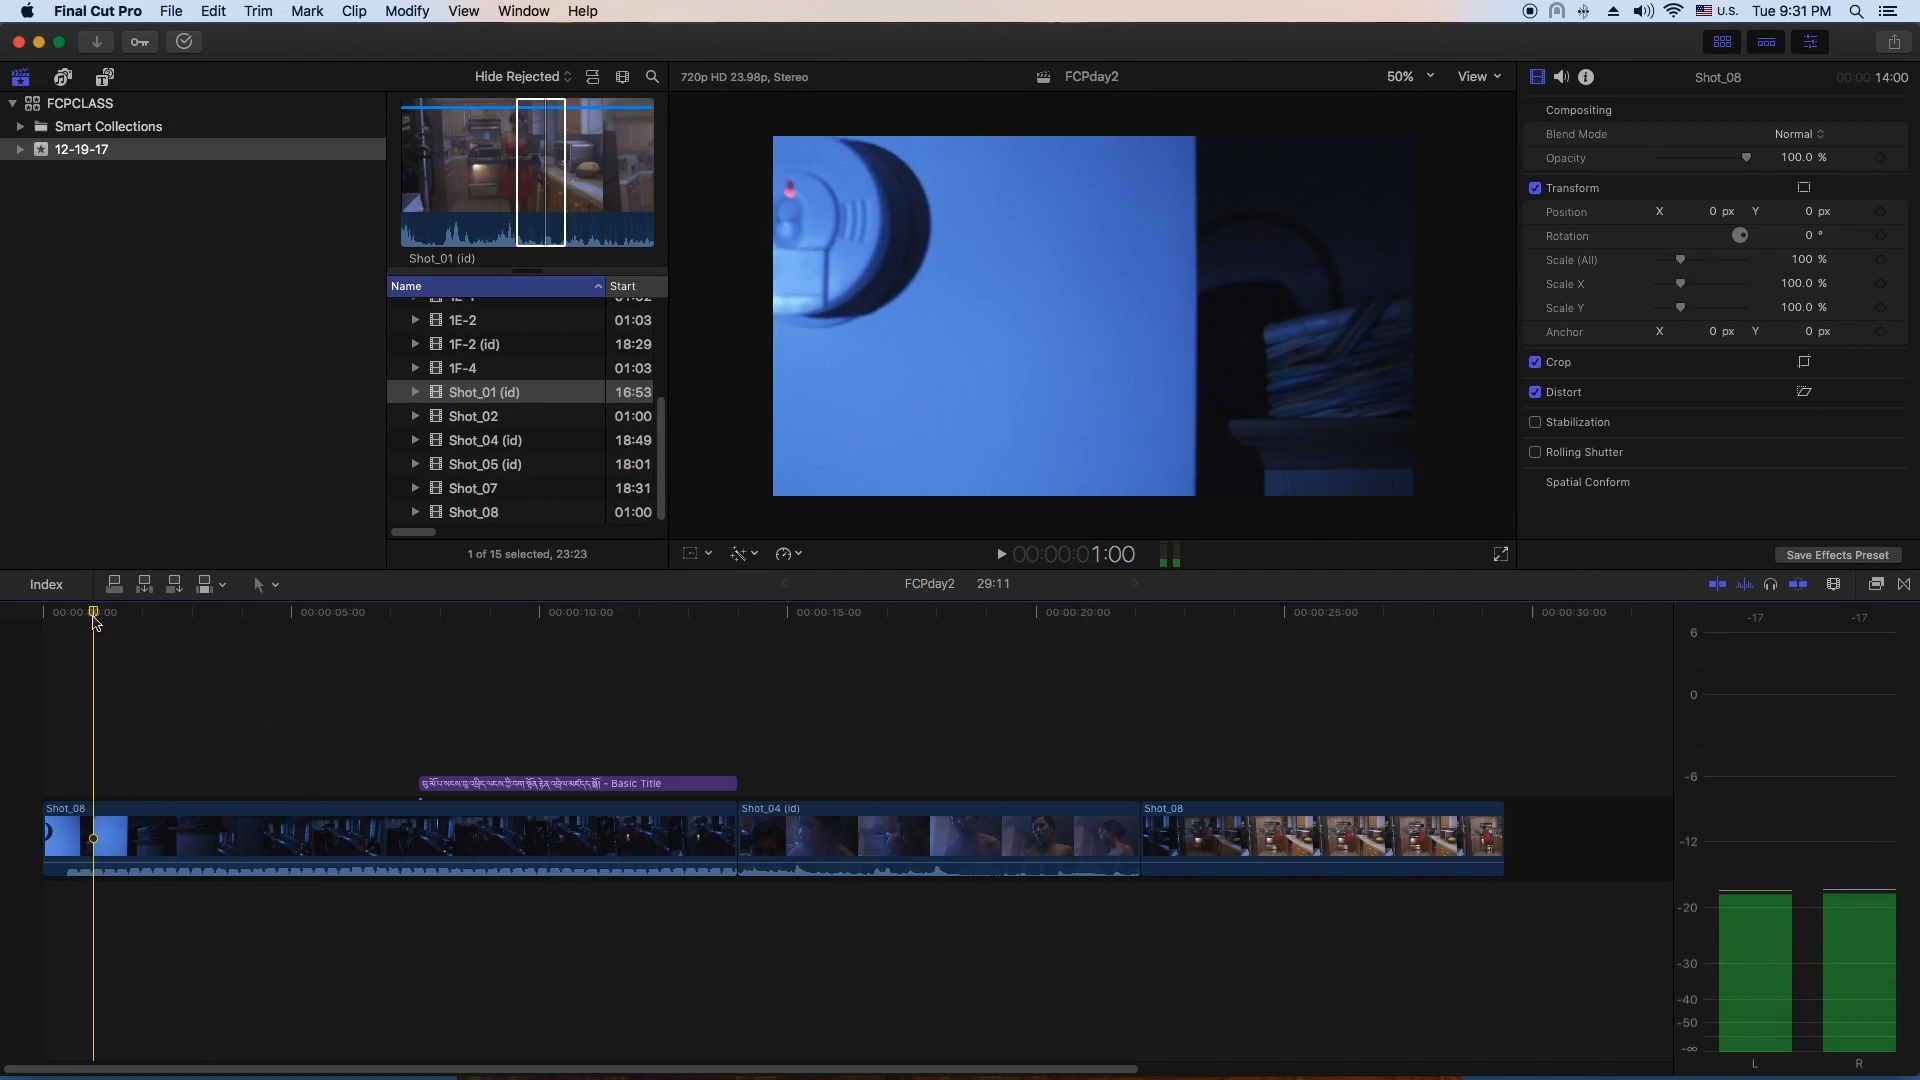 Final Cut Pro File Edit Trim Mark Clip Modify View Window Help U.S. Tue 9:31 PM
Hide Rejected 720p HD 23.98p, Stereo FCPday2 50% View Shot_08 00:00:14:00
FCPCLASS
Smart Collections
12-19-17
Shot_01 (id)
Name Start
1E-2 01:03
1F-2 (id) 18:29
1F-4 01:03
Shot_01 (id) 16:53
Shot_02 01:00
Shot_04 (id) 18:49
Shot_05 (id) 18:01
Shot_07 18:31
Shot_08 01:00
1 of 15 selected, 23:23
00:00:01:00
Compositing
Blend Mode Normal
Opacity 100.0 %
Transform
Position X 0 px Y 0 px
Rotation 0 °
Scale (All) 100 %
Scale X 100.0 %
Scale Y 100.0 %
Anchor X 0 px Y 0 px
Crop
Distort
Stabilization
Rolling Shutter
Spatial Conform
Save Effects Preset
Index FCPday2 29:11
00:00:05:00 00:00:10:00 00:00:15:00 00:00:20:00 00:00:25:00 00:00:30:00
- Basic Title
Shot_08 Shot_04 (id) Shot_08
-17 -17
6
0
-6
-12
-20
-30
-40
-50
-∞
L R